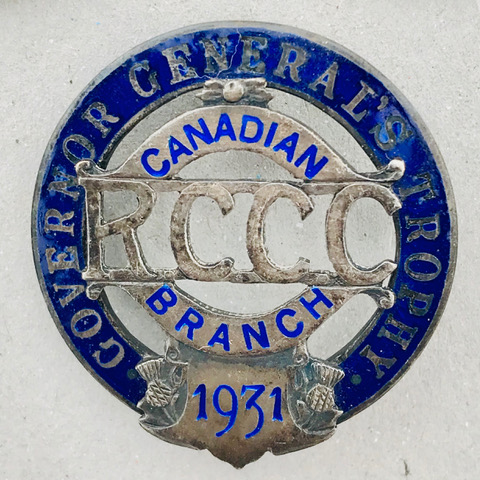 · GOVERNOR GENERAL'S TROPHY ·
CANADIAN
RCCC
BRANCH
1931